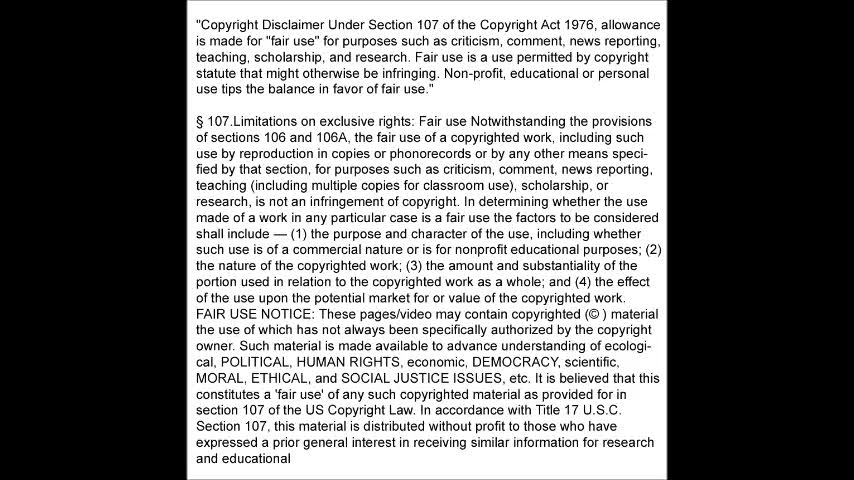 "Copyright Disclaimer Under Section 107 of the Copyright Act 1976, allowance
is made for "fair use" for purposes such as criticism, comment, news reporting,
teaching, scholarship, and research. Fair use is a use permitted by copyright
statute that might otherwise be infringing. Non-profit, educational or personal
use tips the balance in favor of fair use."
§ 107.Limitations on exclusive rights: Fair use Notwithstanding the provisions
of sections 106 and 106A, the fair use of a copyrighted work, including such
use by reproduction in copies or phonorecords or by any other means speci-
fied by that section, for purposes such as criticism, comment, news reporting,
teaching (including multiple copies for classroom use), scholarship, or
research, is not an infringement of copyright. In determining whether the use
made of a work in any particular case is a fair use the factors to be considered
shall include — (1) the purpose and character of the use, including whether
such use is of a commercial nature or is for nonprofit educational purposes; (2)
the nature of the copyrighted work; (3) the amount and substantiality of the
portion used in relation to the copyrighted work as a whole; and (4) the effect
of the use upon the potential market for or value of the copyrighted work.
FAIR USE NOTICE: These pages/video may contain copyrighted (© ) material
the use of which has not always been specifically authorized by the copyright
owner. Such material is made available to advance understanding of ecologi-
cal, POLITICAL, HUMAN RIGHTS, economic, DEMOCRACY, scientific,
MORAL, ETHICAL, and SOCIAL JUSTICE ISSUES, etc. It is believed that this
constitutes a 'fair use' of any such copyrighted material as provided for in
section 107 of the US Copyright Law. In accordance with Title 17 U.S.C.
Section 107, this material is distributed without profit to those who have
expressed a prior general interest in receiving similar information for research
and educational